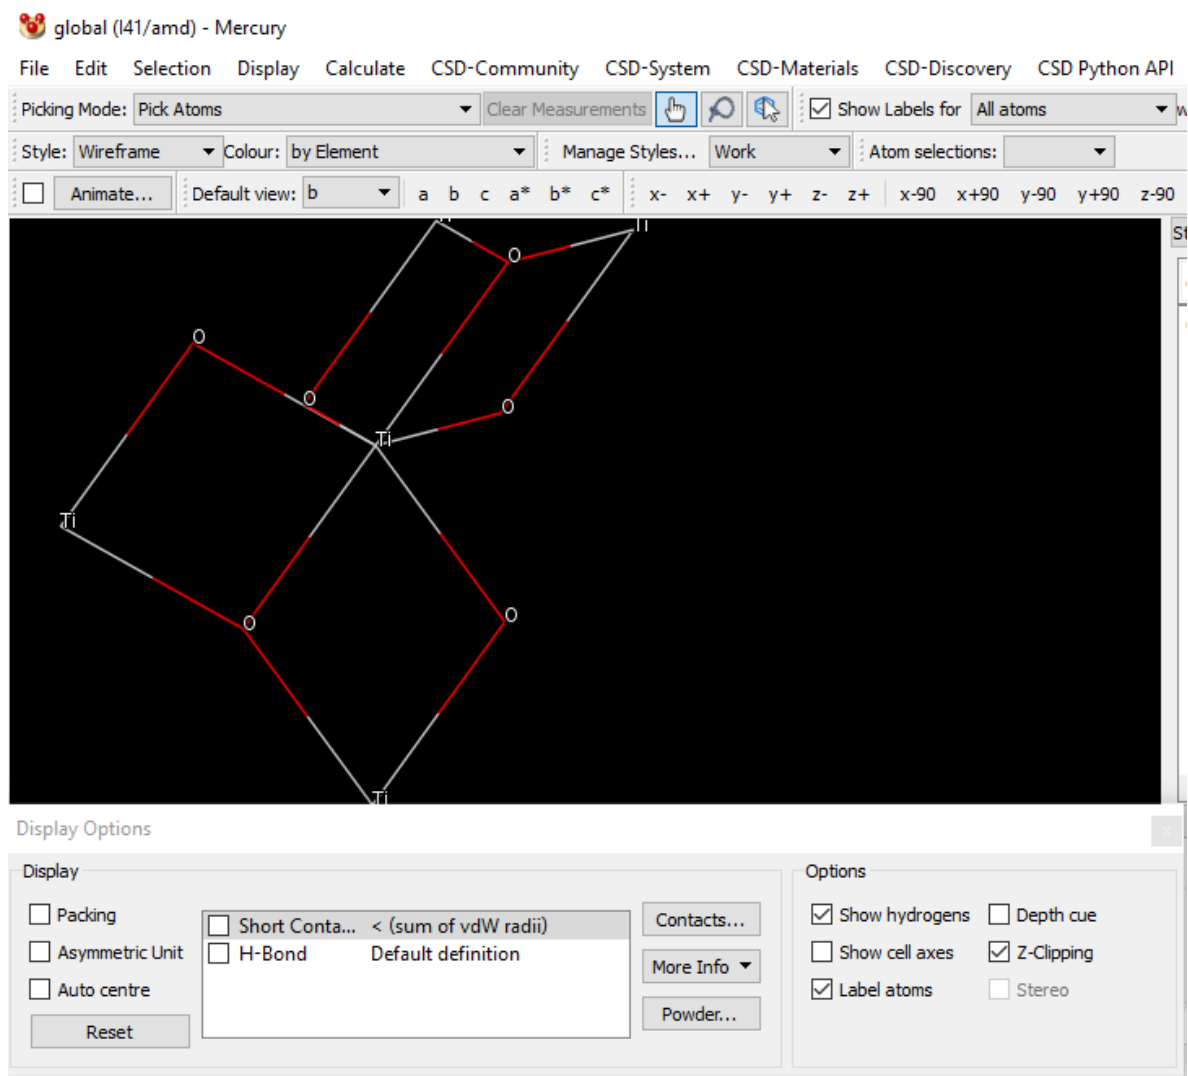 global (I41/amd) - Mercury
File Edit Selection Display Calculate CSD-Community CSD-System CSD-Materials CSD-Discovery CSD Python API
Picking Mode: Pick Atoms Clear Measurements Show Labels for All atoms w
Style: Wireframe Colour: by Element Manage Styles... Work Atom selections:
Animate... Default view: b a b c a* b* c* x- x+ y- y+ z- z+ x-90 x+90 y-90 y+90 z-90
St
Ti
O
O
O
O
Ti
Ti
O
O
Ti
Display Options
Display Options
Packing Short Conta... < (sum of vdW radii) Contacts... Show hydrogens Depth cue
Asymmetric Unit H-Bond Default definition More Info Show cell axes Z-Clipping
Auto centre Label atoms Stereo
Reset Powder...